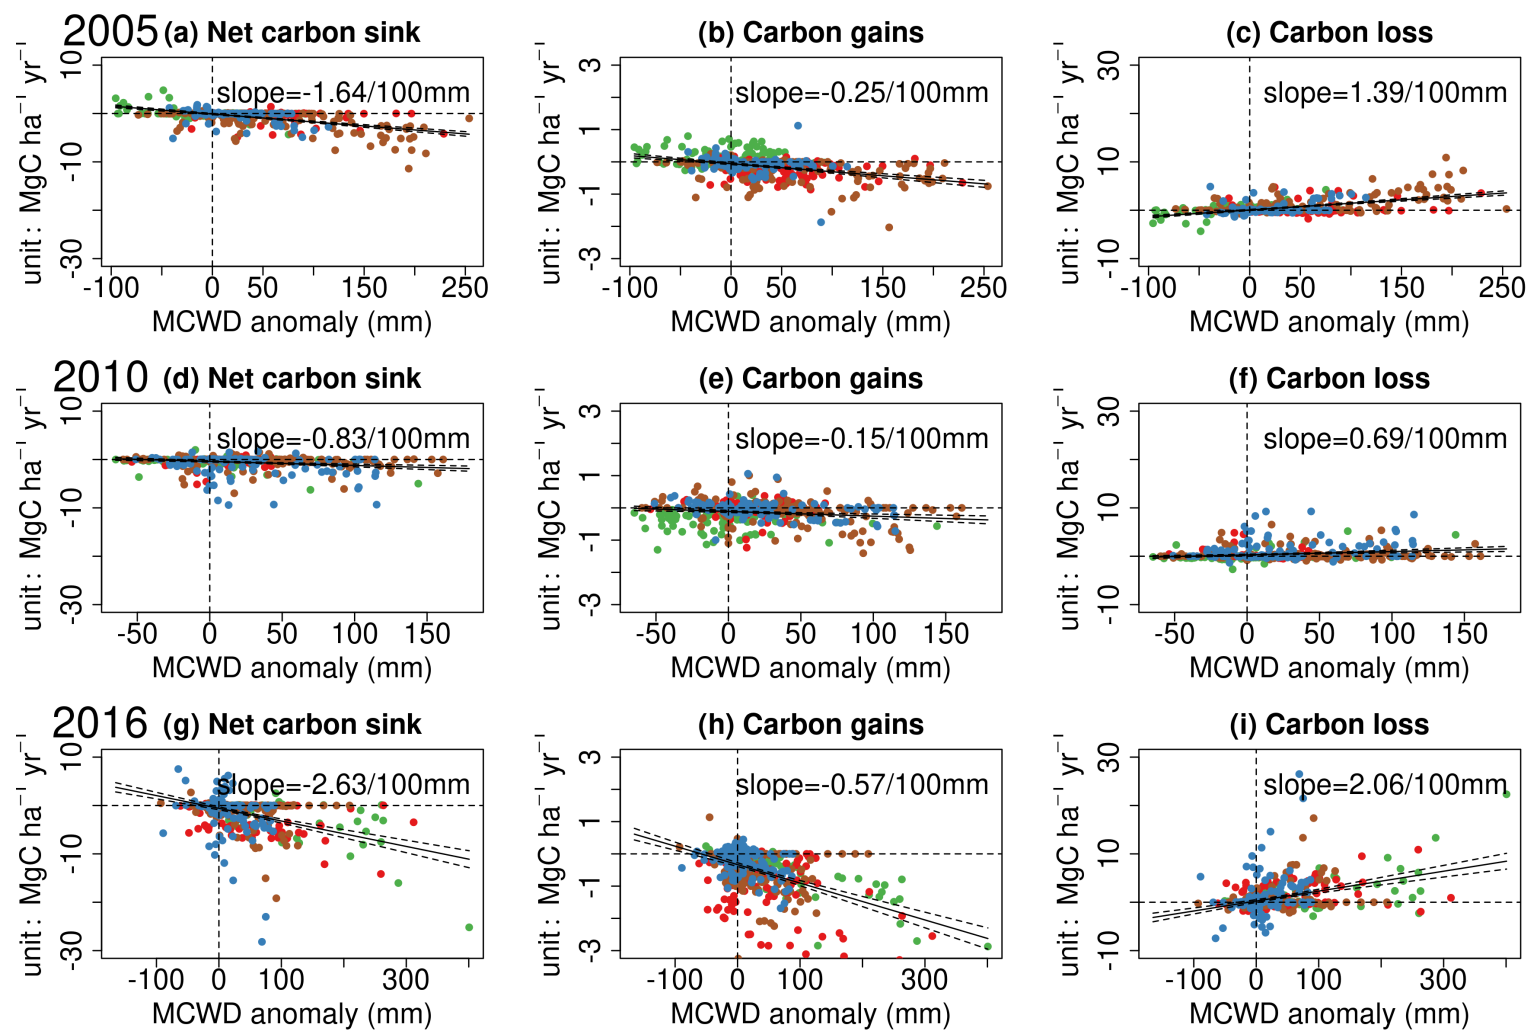 2005 (a) Net carbon sink
unit: MgC ha⁻¹ yr⁻¹
10
-10
-30
slope=-1.64/100mm
-100 0 50 150 250
MCWD anomaly (mm)
(b) Carbon gains
unit: MgC ha⁻¹ yr⁻¹
3
1
-1
-3
slope=-0.25/100mm
-100 0 50 150 250
MCWD anomaly (mm)
(c) Carbon loss
unit: MgC ha⁻¹ yr⁻¹
30
10
-10
slope=1.39/100mm
-100 0 50 150 250
MCWD anomaly (mm)
2010 (d) Net carbon sink
unit: MgC ha⁻¹ yr⁻¹
10
-10
-30
slope=-0.83/100mm
-50 0 50 100 150
MCWD anomaly (mm)
(e) Carbon gains
unit: MgC ha⁻¹ yr⁻¹
3
1
-1
-3
slope=-0.15/100mm
-50 0 50 100 150
MCWD anomaly (mm)
(f) Carbon loss
unit: MgC ha⁻¹ yr⁻¹
30
10
-10
slope=0.69/100mm
-50 0 50 100 150
MCWD anomaly (mm)
2016 (g) Net carbon sink
unit: MgC ha⁻¹ yr⁻¹
10
-10
-30
slope=-2.63/100mm
-100 0 100 300
MCWD anomaly (mm)
(h) Carbon gains
unit: MgC ha⁻¹ yr⁻¹
3
1
-1
-3
slope=-0.57/100mm
-100 0 100 300
MCWD anomaly (mm)
(i) Carbon loss
unit: MgC ha⁻¹ yr⁻¹
30
10
-10
slope=2.06/100mm
-100 0 100 300
MCWD anomaly (mm)